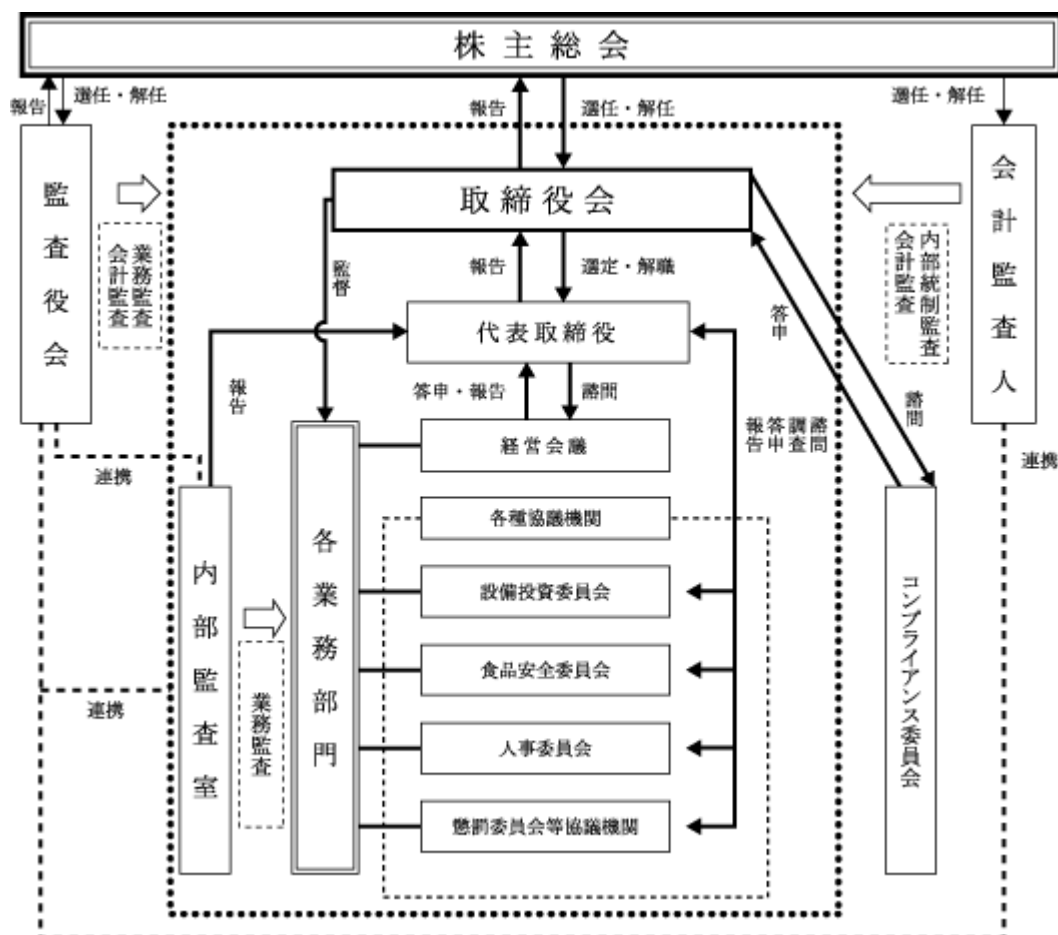 株主総会
報告
選任・解任
報告
選任・解任
選任・解任
監査役会
業務監査
会計監査
取締役会
会計監査人
内部統制監査
会計監査
監督
報告
選定・解職
答申
諮問
代表取締役
報告
答申・報告
諮問
諮問
調査
答申
報告
経営会議
連携
連携
各種協議機関
内部監査室
各業務部門
設備投資委員会
食品安全委員会
コンプライアンス委員会
連携
業務監査
人事委員会
懲罰委員会等協議機関